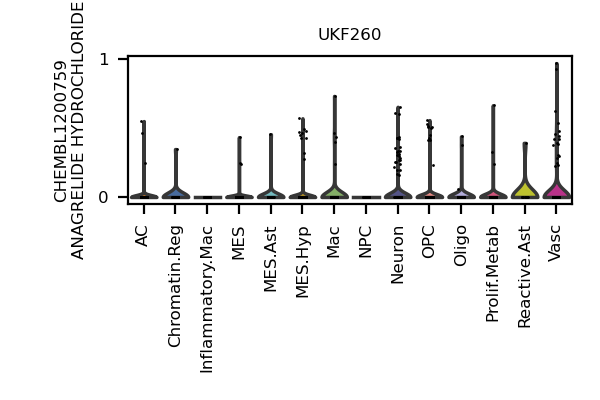 UKF260
CHEMBL1200759
ANAGRELIDE HYDROCHLORIDE
1
0
AC
Chromatin.Reg
Inflammatory.Mac
MES
MES.Ast
MES.Hyp
Mac
NPC
Neuron
OPC
Oligo
Prolif.Metab
Reactive.Ast
Vasc